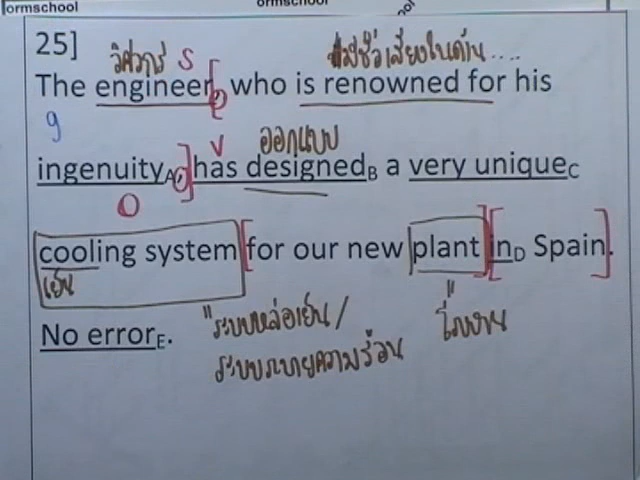 ormschool ormschool
25]
วิศวกร S มีชื่อเสียงในด้าน....
The engineer, who is renowned for his
g V ออกแบบ
ingenuityA, has designedB a very uniqueC
O
cooling system for our new plant inD Spain.
เย็น
"ระบบหล่อเย็น/ " โรงงาน
No errorE. ระบบระบายความร้อน